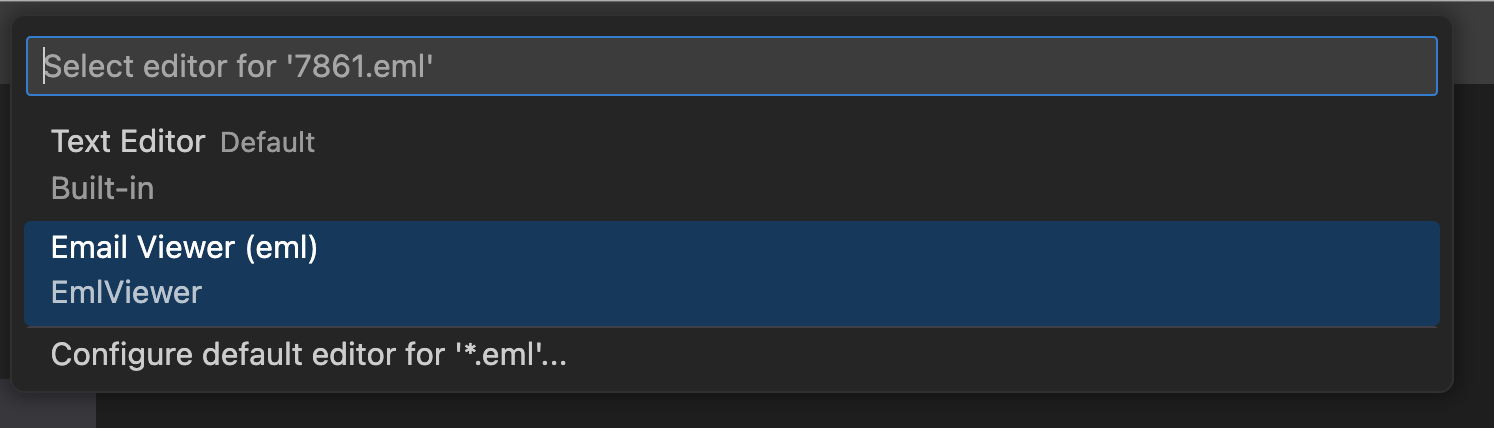 Select editor for '7861.eml'
Text Editor Default
Built-in
Email Viewer (eml)
EmlViewer
Configure default editor for '*.eml'...